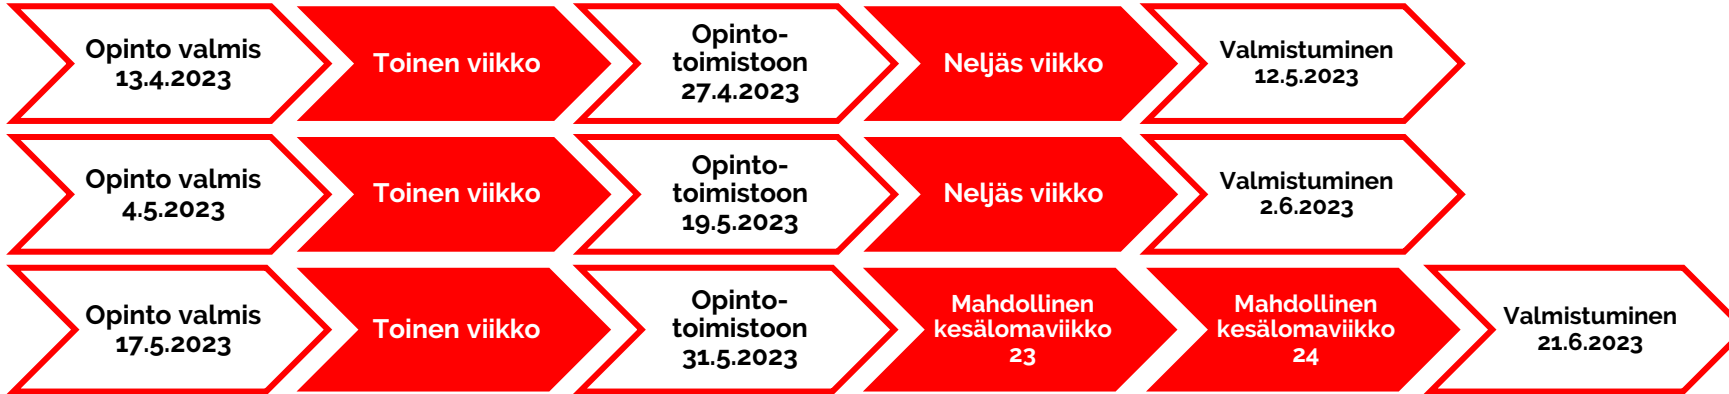 Opinto valmis
13.4.2023
Toinen viikko
Opinto-
toimistoon
27.4.2023
Neljäs viikko
Valmistuminen
12.5.2023
Opinto valmis
4.5.2023
Toinen viikko
Opinto-
toimistoon
19.5.2023
Neljäs viikko
Valmistuminen
2.6.2023
Opinto valmis
17.5.2023
Toinen viikko
Opinto-
toimistoon
31.5.2023
Mahdollinen
kesälomaviikko
23
Mahdollinen
kesälomaviikko
24
Valmistuminen
21.6.2023